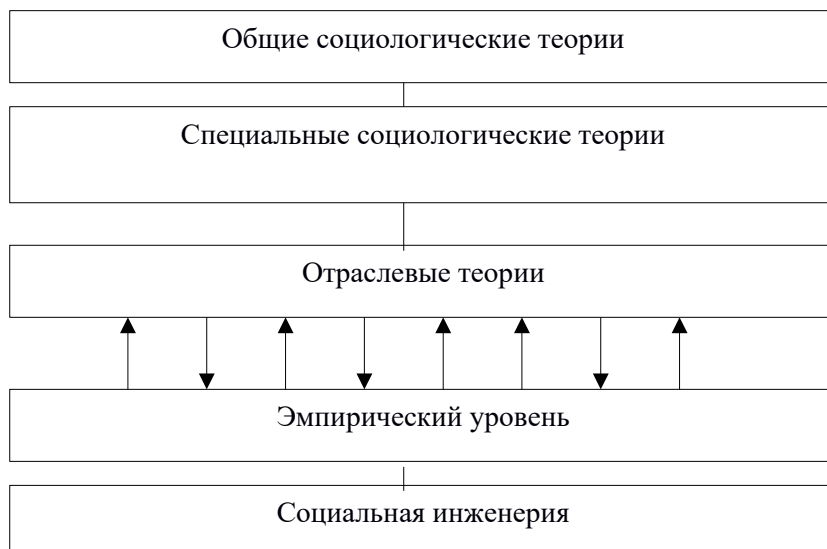 Общие социологические теории
Специальные социологические теории
Отраслевые теории
Эмпирический уровень
Социальная инженерия